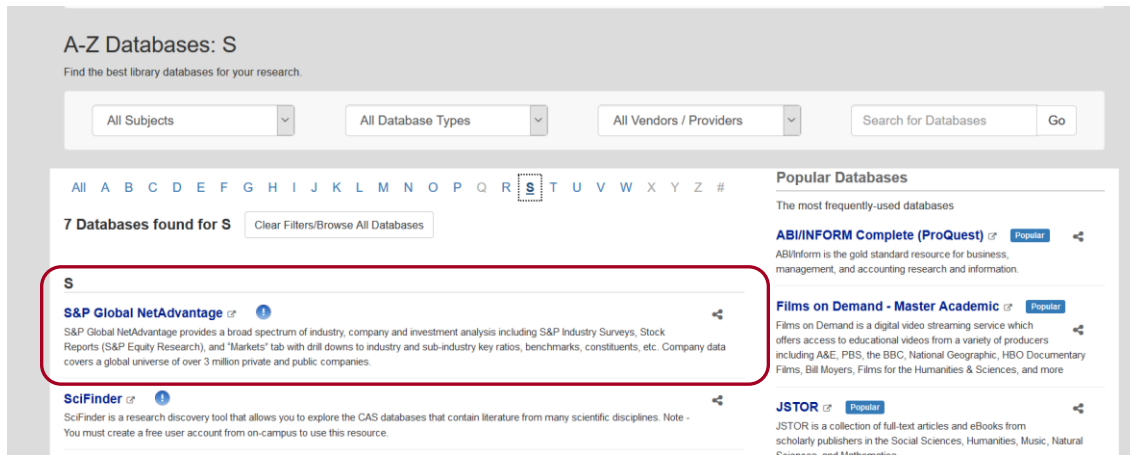 A-Z Databases: S
Find the best library databases for your research.
All Subjects
All Database Types
All Vendors / Providers
Search for Databases
Go
All A B C D E F G H I J K L M N O P Q R S T U V W X Y Z #
7 Databases found for S
Clear Filters/Browse All Databases
S
S&P Global NetAdvantage
S&P Global NetAdvantage provides a broad spectrum of industry, company and investment analysis including S&P Industry Surveys, Stock
Reports (S&P Equity Research), and "Markets" tab with drill downs to industry and sub-industry key ratios, benchmarks, constituents, etc. Company data
covers a global universe of over 3 million private and public companies.
SciFinder
SciFinder is a research discovery tool that allows you to explore the CAS databases that contain literature from many scientific disciplines. Note -
You must create a free user account from on-campus to use this resource.
Popular Databases
The most frequently-used databases
ABI/INFORM Complete (ProQuest) Popular
ABI/Inform is the gold standard resource for business,
management, and accounting research and information.
Films on Demand - Master Academic Popular
Films on Demand is a digital video streaming service which
offers access to educational videos from a variety of producers
including A&E, PBS, the BBC, National Geographic, HBO Documentary
Films, Bill Moyers, Films for the Humanities & Sciences, and more
JSTOR Popular
JSTOR is a collection of full-text articles and eBooks from
scholarly publishers in the Social Sciences, Humanities, Music, Natural
Sciences, and Mathematics